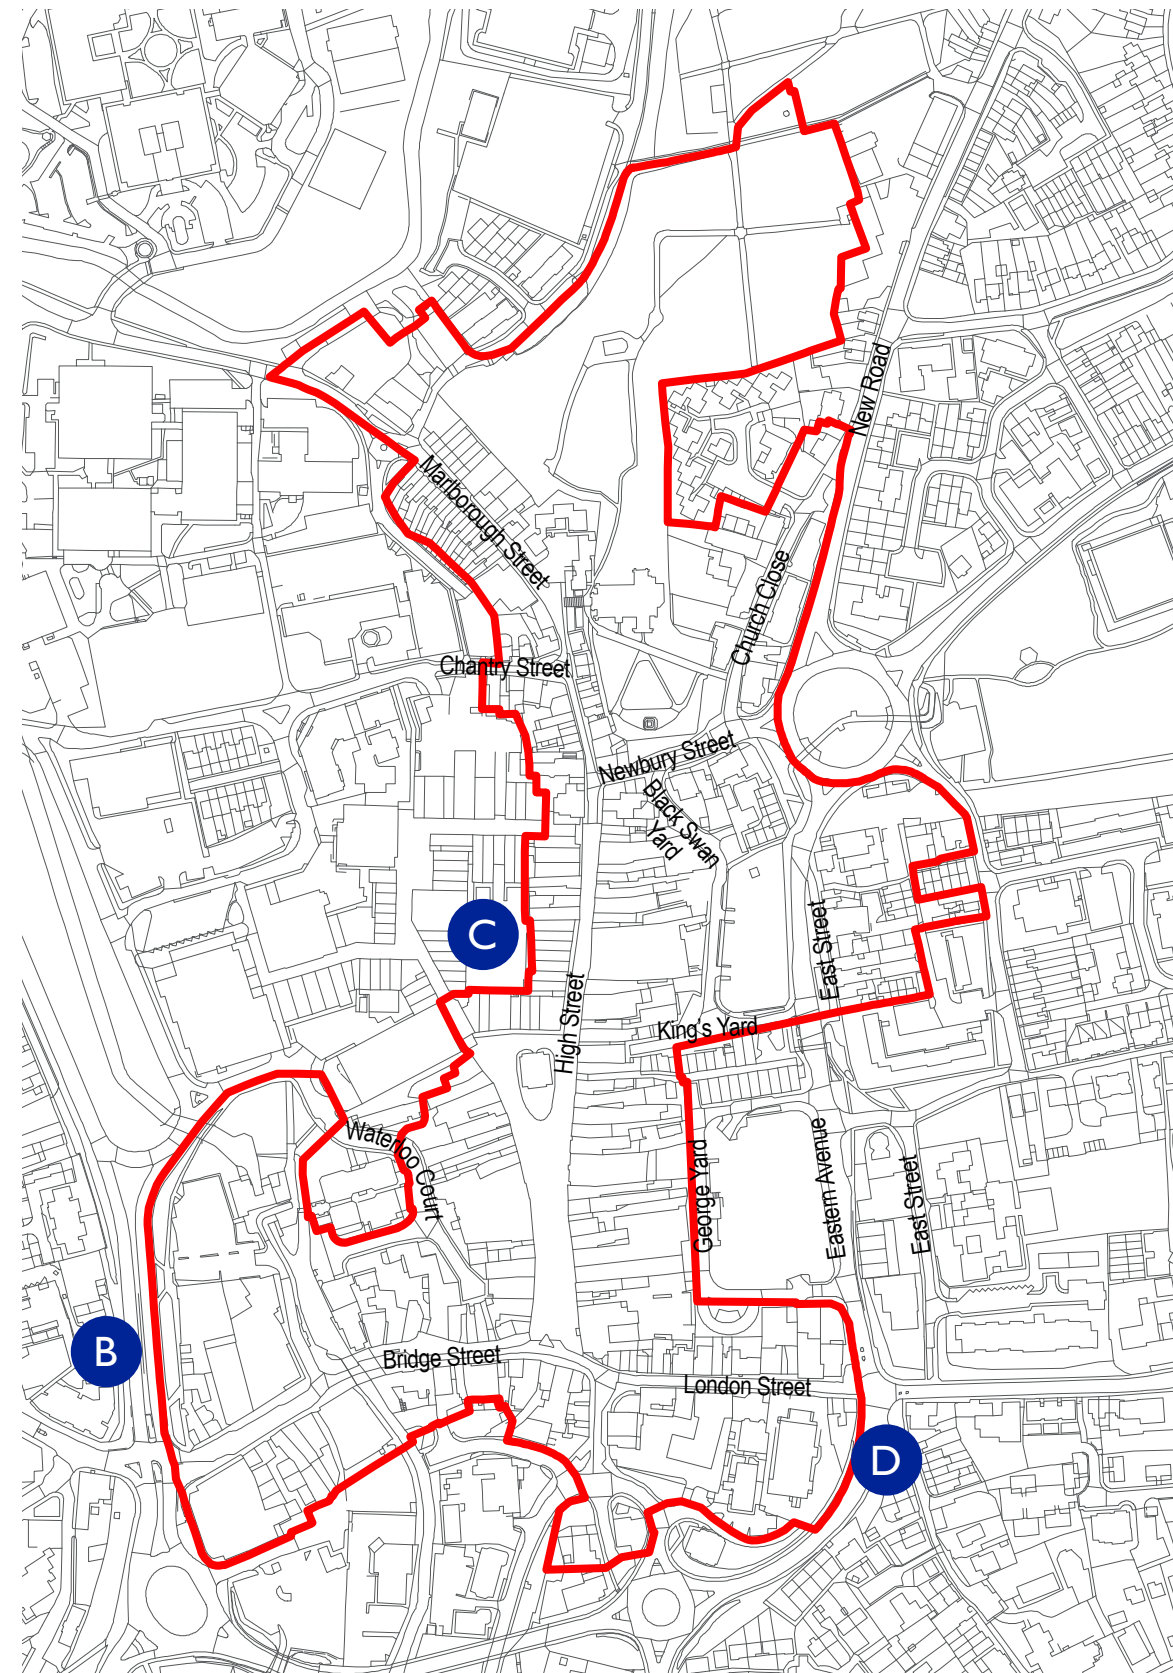 New Road
Marlborough Street
Church Close
Chantry Street
Newbury Street
Black Swan
Yard
C
East Street
High Street
King's Yard
Waterloo Court
George Yard
Eastern Avenue
East Street
B
Bridge Street
London Street
D